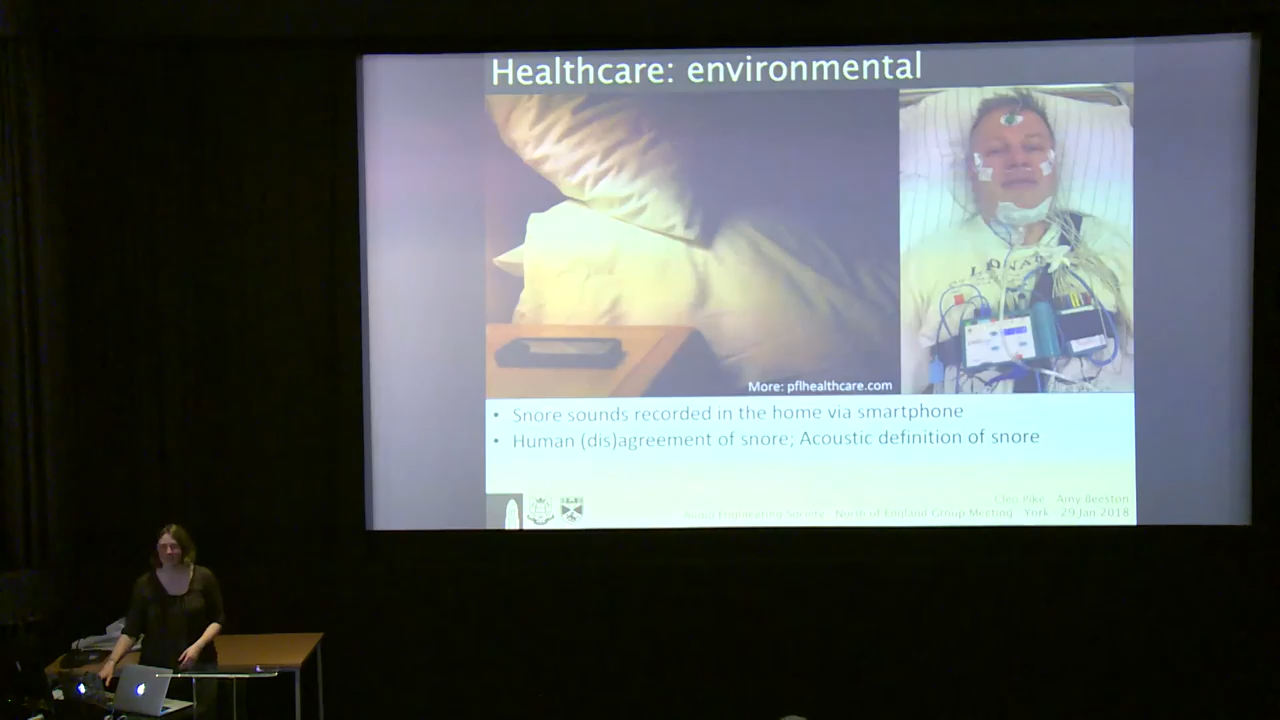 Healthcare: environmental
More: pflhealthcare.com
• Snore sounds recorded in the home via smartphone
• Human (dis)agreement of snore; Acoustic definition of snore
Cleo Pike - Amy Beeston
Audio Engineering Society - North of England Group Meeting - York - 29 Jan 2018